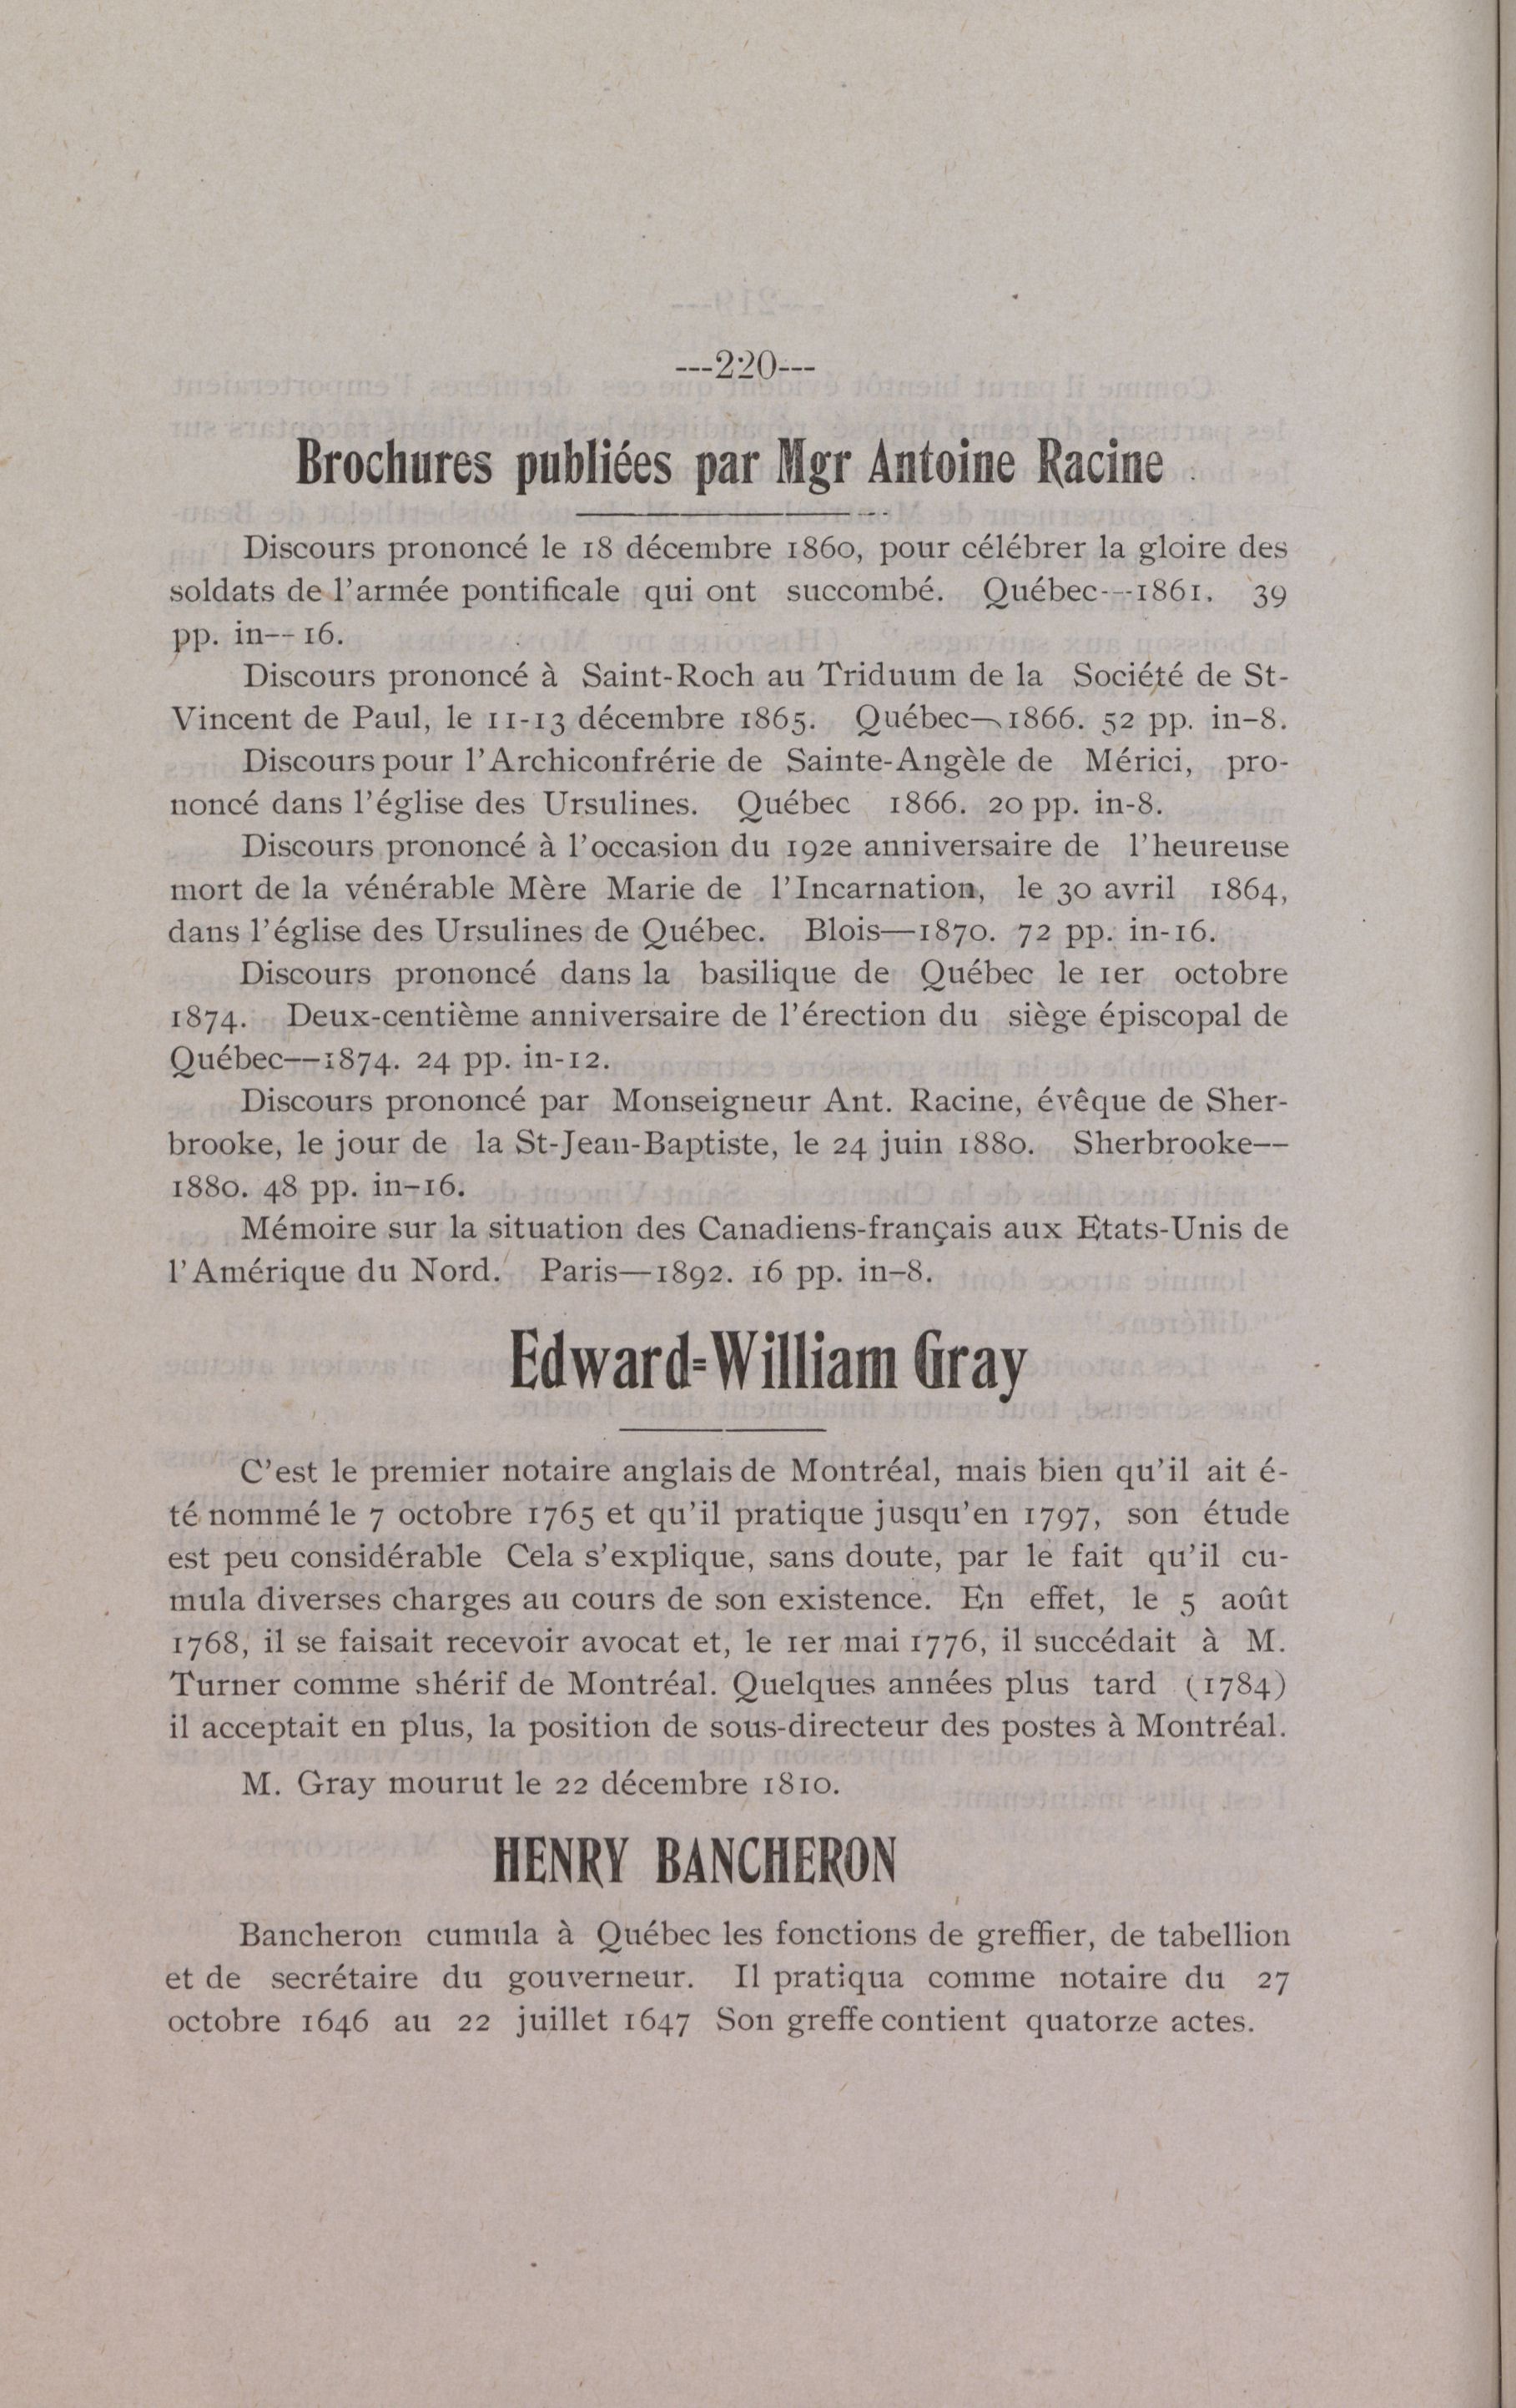 ---220---
Brochures publiées par Mgr Antoine Racine
Discours prononcé le 18 décembre 1860, pour célébrer la gloire des
soldats de l'armée pontificale qui ont succombé. Québec---1861. 39
pp. in--16.
Discours prononcé à Saint-Roch au Triduum de la Société de St-
Vincent de Paul, le 11-13 décembre 1865. Québec—1866. 52 pp. in-8.
Discours pour l'Archiconfrérie de Sainte-Angèle de Mérici, pro-
noncé dans l'église des Ursulines. Québec 1866. 20 pp. in-8.
Discours prononcé à l'occasion du 192e anniversaire de l'heureuse
mort de la vénérable Mère Marie de l'Incarnation, le 30 avril 1864,
dans l'église des Ursulines de Québec. Blois—1870. 72 pp. in-16.
Discours prononcé dans la basilique de Québec le 1er octobre
1874. Deux-centième anniversaire de l'érection du siège épiscopal de
Québec--1874. 24 pp. in-12.
Discours prononcé par Monseigneur Ant. Racine, évêque de Sher-
brooke, le jour de la St-Jean-Baptiste, le 24 juin 1880. Sherbrooke--
1880. 48 pp. in-16.
Mémoire sur la situation des Canadiens-français aux Etats-Unis de
l'Amérique du Nord. Paris—1892. 16 pp. in-8.
Edward-William Gray
C'est le premier notaire anglais de Montréal, mais bien qu'il ait é-
té nommé le 7 octobre 1765 et qu'il pratique jusqu'en 1797, son étude
est peu considérable Cela s'explique, sans doute, par le fait qu'il cu-
mula diverses charges au cours de son existence. En effet, le 5 août
1768, il se faisait recevoir avocat et, le 1er mai 1776, il succédait à M.
Turner comme shérif de Montréal. Quelques années plus tard (1784)
il acceptait en plus, la position de sous-directeur des postes à Montréal.
M. Gray mourut le 22 décembre 1810.
HENRY BANCHERON
Bancheron cumula à Québec les fonctions de greffier, de tabellion
et de secrétaire du gouverneur. Il pratiqua comme notaire du 27
octobre 1646 au 22 juillet 1647 Son greffe contient quatorze actes.